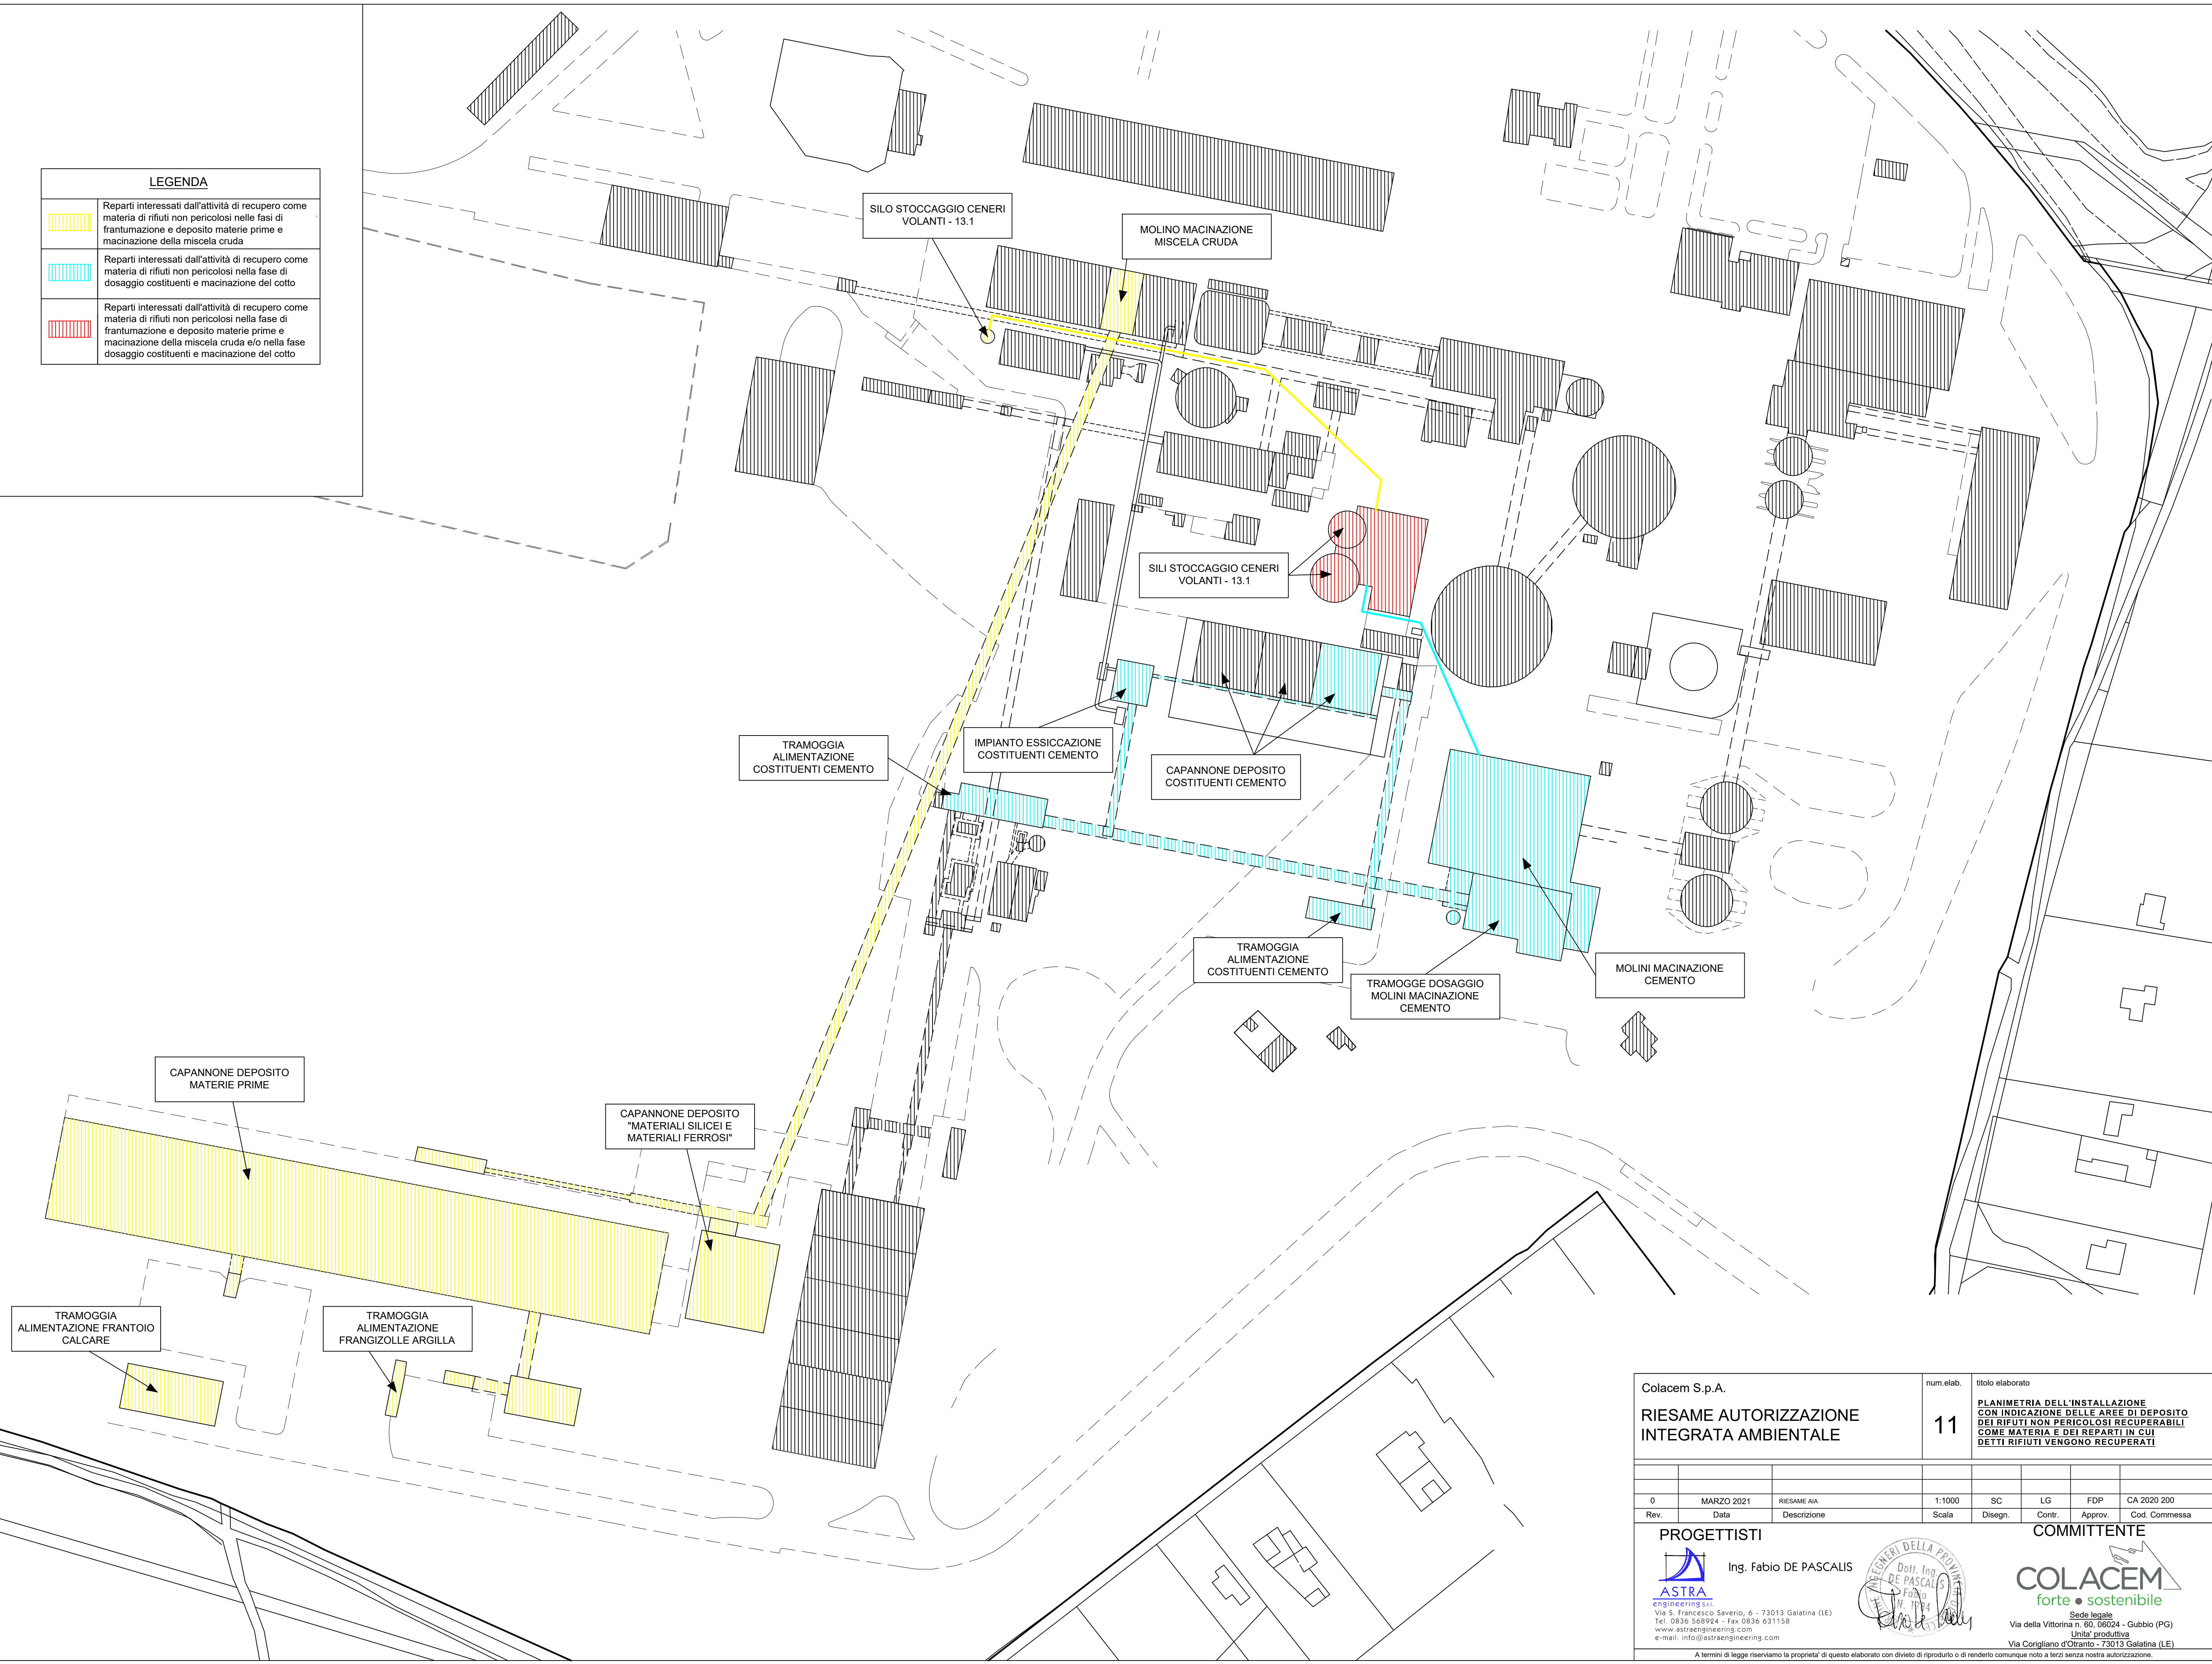 LEGENDA
Reparti interessati dall'attività di recupero come
materia di rifiuti non pericolosi nelle fasi di
frantumazione e deposito materie prime e
macinazione della miscela cruda
Reparti interessati dall'attività di recupero come
materia di rifiuti non pericolosi nella fase di
dosaggio costituenti e macinazione del cotto
Reparti interessati dall'attività di recupero come
materia di rifiuti non pericolosi nella fase di
frantumazione e deposito materie prime e
macinazione della miscela cruda e/o nella fase
dosaggio costituenti e macinazione del cotto
SILO STOCCAGGIO CENERI
VOLANTI - 13.1
MOLINO MACINAZIONE
MISCELA CRUDA
SILI STOCCAGGIO CENERI
VOLANTI - 13.1
TRAMOGGIA
ALIMENTAZIONE
COSTITUENTI CEMENTO
IMPIANTO ESSICCAZIONE
COSTITUENTI CEMENTO
CAPANNONE DEPOSITO
COSTITUENTI CEMENTO
TRAMOGGIA
ALIMENTAZIONE
COSTITUENTI CEMENTO
TRAMOGGE DOSAGGIO
MOLINI MACINAZIONE
CEMENTO
MOLINI MACINAZIONE
CEMENTO
CAPANNONE DEPOSITO
MATERIE PRIME
CAPANNONE DEPOSITO
"MATERIALI SILICEI E
MATERIALI FERROSI"
TRAMOGGIA
ALIMENTAZIONE FRANTOIO
CALCARE
TRAMOGGIA
ALIMENTAZIONE
FRANGIZOLLE ARGILLA
Colacem S.p.A.
RIESAME AUTORIZZAZIONE
INTEGRATA AMBIENTALE
num.elab.
11
titolo elaborato
PLANIMETRIA DELL'INSTALLAZIONE
CON INDICAZIONE DELLE AREE DI DEPOSITO
DEI RIFUTI NON PERICOLOSI RECUPERABILI
COME MATERIA E DEI REPARTI IN CUI
DETTI RIFIUTI VENGONO RECUPERATI
0 MARZO 2021 RIESAME AIA 1:1000 SC LG FDP CA 2020 200
Rev. Data Descrizione Scala Disegn. Contr. Approv. Cod. Commessa
PROGETTISTI
ASTRA
engineering s.r.l.
Ing. Fabio DE PASCALIS
Via S. Francesco Saverio, 6 - 73013 Galatina (LE)
Tel. 0836 568924 - Fax 0836 631158
www.astraengineering.com
e-mail: info@astraengineering.com
INGEGNERI DELLA PROVINCIA
Dott. Ing.
DE PASCALIS
Fabio
COMMITTENTE
COLACEM
forte sostenibile
Sede legale
Via della Vittorina n. 60, 06024 - Gubbio (PG)
Unita' produttiva
Via Corigliano d'Otranto - 73013 Galatina (LE)
A termini di legge riserviamo la proprieta' di questo elaborato con divieto di riprodurlo o di renderlo comunque noto a terzi senza nostra autorizzazione.